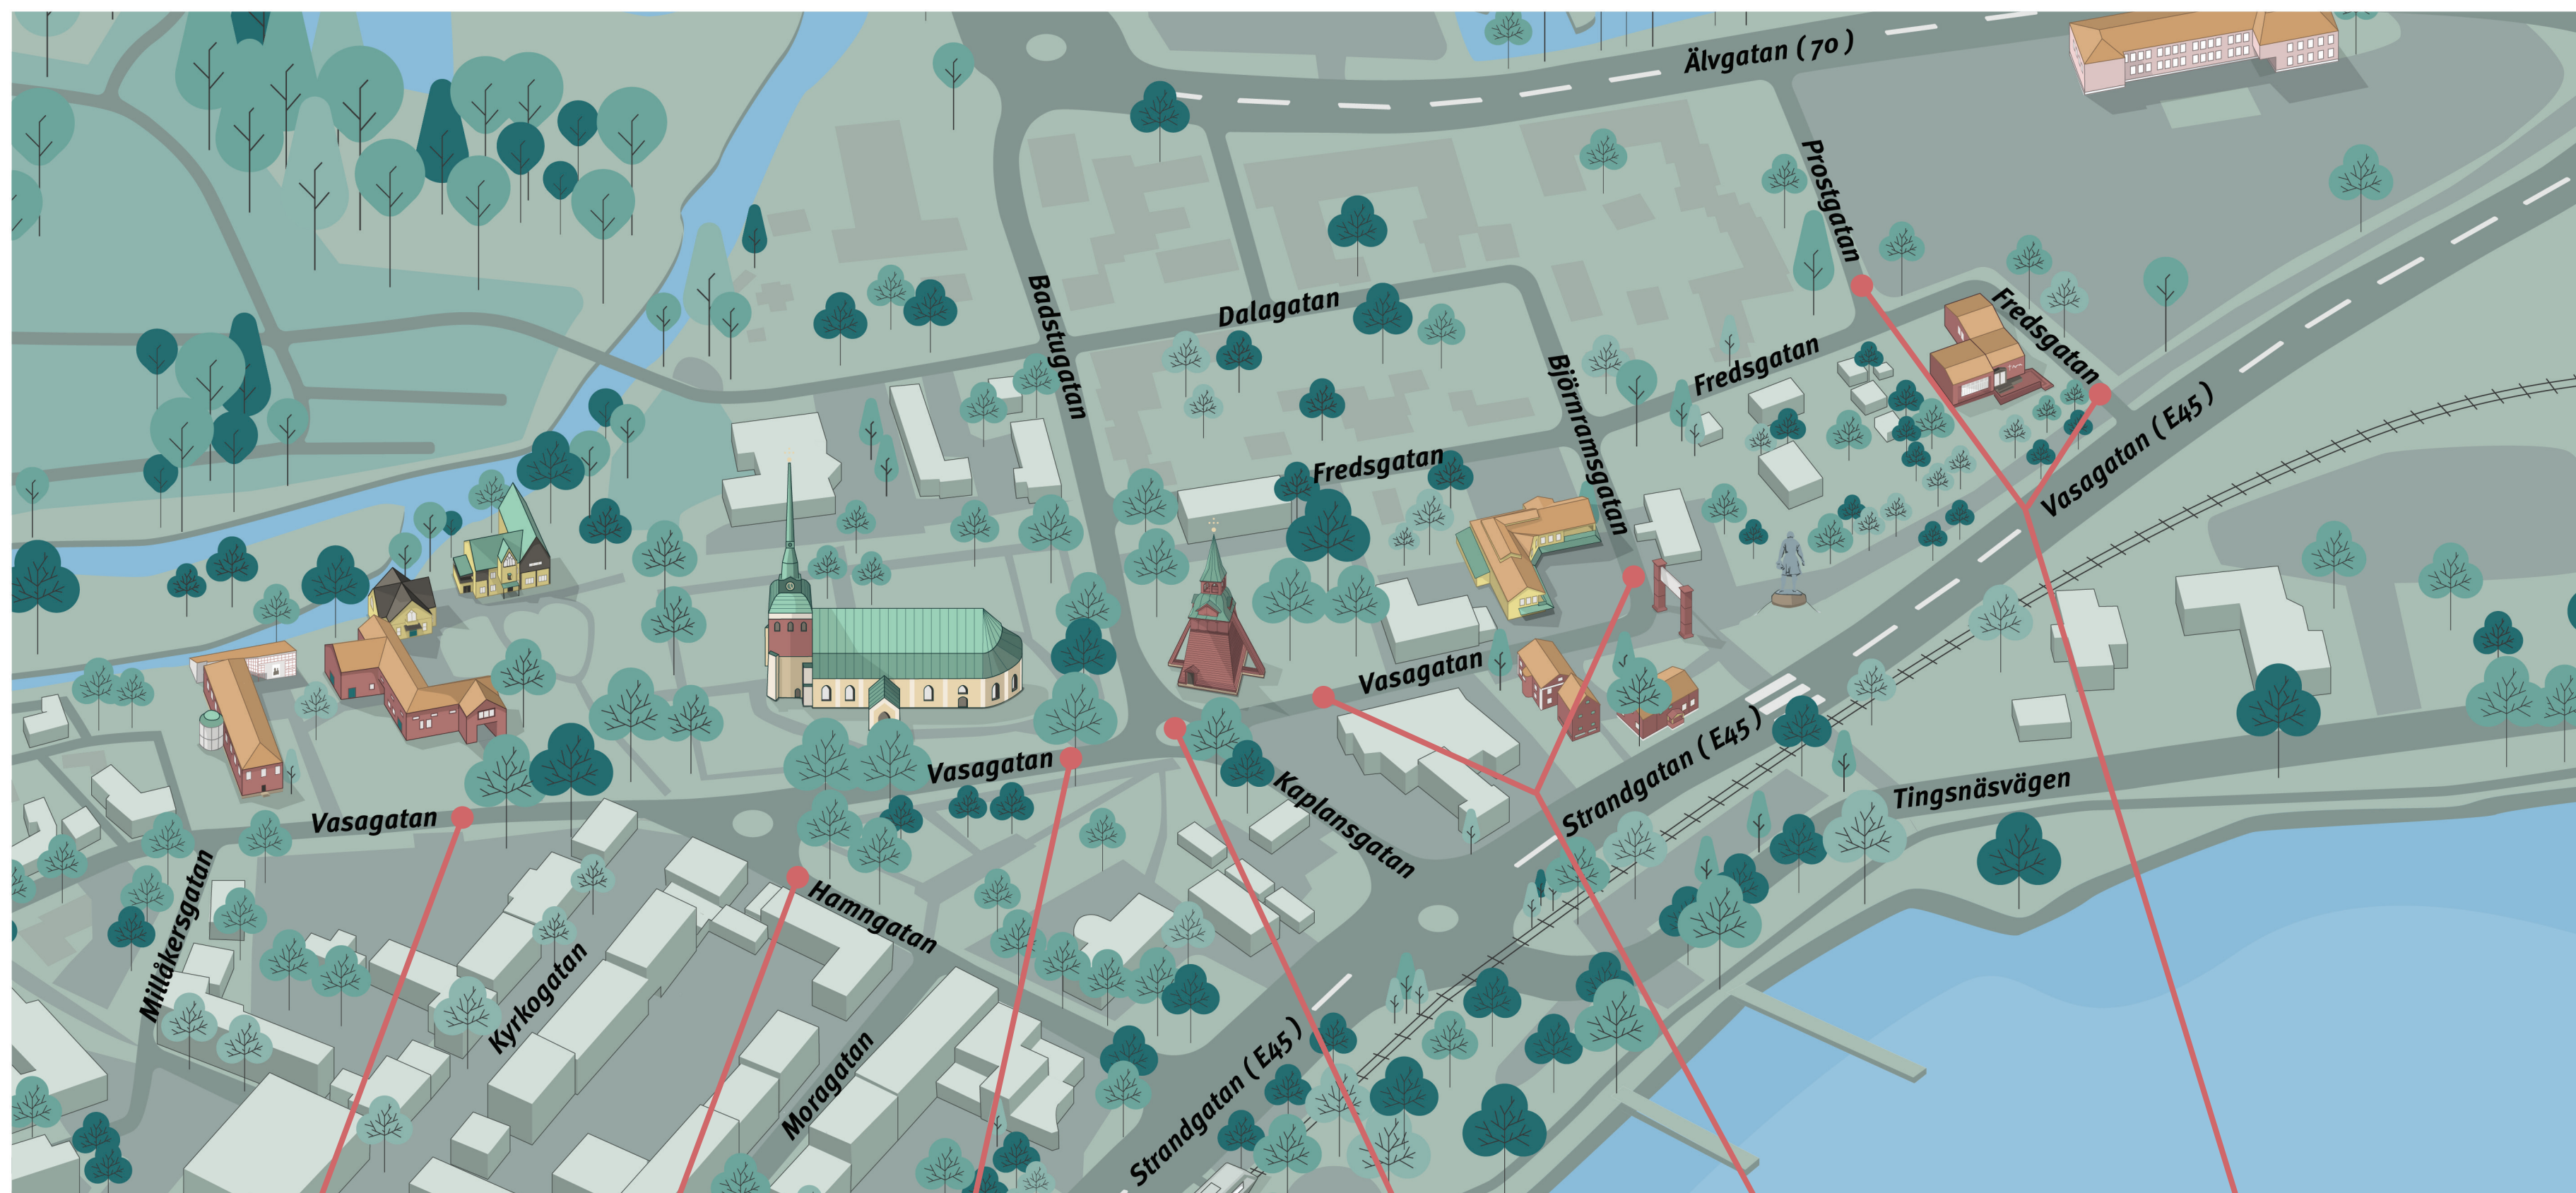 Älvgatan ( 70 )
Prostgatan
Badstugatan
Dalagatan
Fredsgatan
Fredsgatan
Björnramsgatan
Fredsgatan
Vasagatan ( E45 )
Vasagatan
Vasagatan
Strandgatan ( E45 )
Tingsnäsvägen
Vasagatan
Kaplansgatan
Millåkersgatan
Hamngatan
Kyrkogatan
Moragatan
Strandgatan ( E45 )